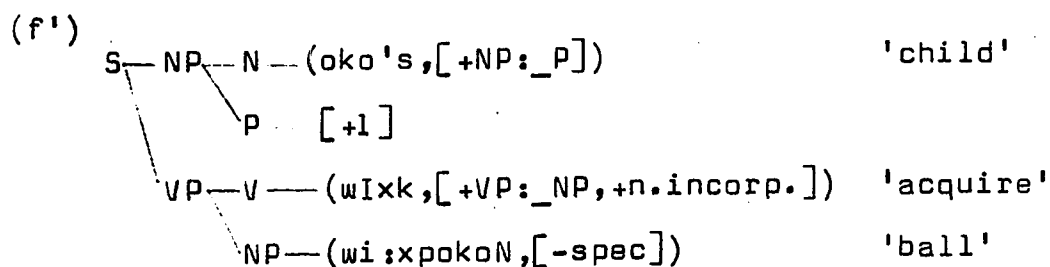 (f')
S—NP---N—(oko's,[+NP:_P]) 'child'
P [+1]
VP—V—(wIxk,[+VP:_NP,+n.incorp.]) 'acquire'
NP—(wi:xpokoN,[-spec]) 'ball'